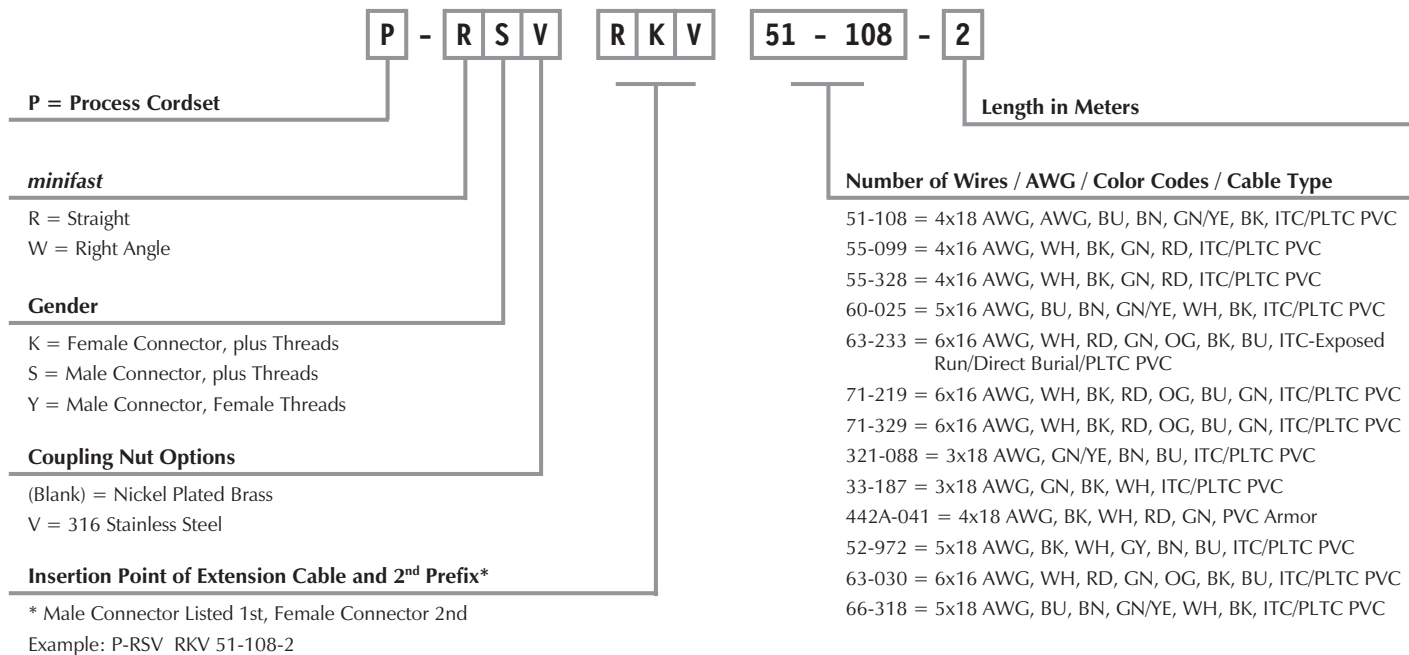 P - R S V R K V 51 - 108 - 2
P = Process Cordset
Length in Meters
minifast
R = Straight
W = Right Angle
Gender
K = Female Connector, plus Threads
S = Male Connector, plus Threads
Y = Male Connector, Female Threads
Coupling Nut Options
(Blank) = Nickel Plated Brass
V = 316 Stainless Steel
Insertion Point of Extension Cable and 2nd Prefix*
* Male Connector Listed 1st, Female Connector 2nd
Example: P-RSV RKV 51-108-2
Number of Wires / AWG / Color Codes / Cable Type
51-108 = 4x18 AWG, AWG, BU, BN, GN/YE, BK, ITC/PLTC PVC
55-099 = 4x16 AWG, WH, BK, GN, RD, ITC/PLTC PVC
55-328 = 4x16 AWG, WH, BK, GN, RD, ITC/PLTC PVC
60-025 = 5x16 AWG, BU, BN, GN/YE, WH, BK, ITC/PLTC PVC
63-233 = 6x16 AWG, WH, RD, GN, OG, BK, BU, ITC-Exposed
Run/Direct Burial/PLTC PVC
71-219 = 6x16 AWG, WH, BK, RD, OG, BU, GN, ITC/PLTC PVC
71-329 = 6x16 AWG, WH, BK, RD, OG, BU, GN, ITC/PLTC PVC
321-088 = 3x18 AWG, GN/YE, BN, BU, ITC/PLTC PVC
33-187 = 3x18 AWG, GN, BK, WH, ITC/PLTC PVC
442A-041 = 4x18 AWG, BK, WH, RD, GN, PVC Armor
52-972 = 5x18 AWG, BK, WH, GY, BN, BU, ITC/PLTC PVC
63-030 = 6x16 AWG, WH, RD, GN, OG, BK, BU, ITC/PLTC PVC
66-318 = 5x18 AWG, BU, BN, GN/YE, WH, BK, ITC/PLTC PVC